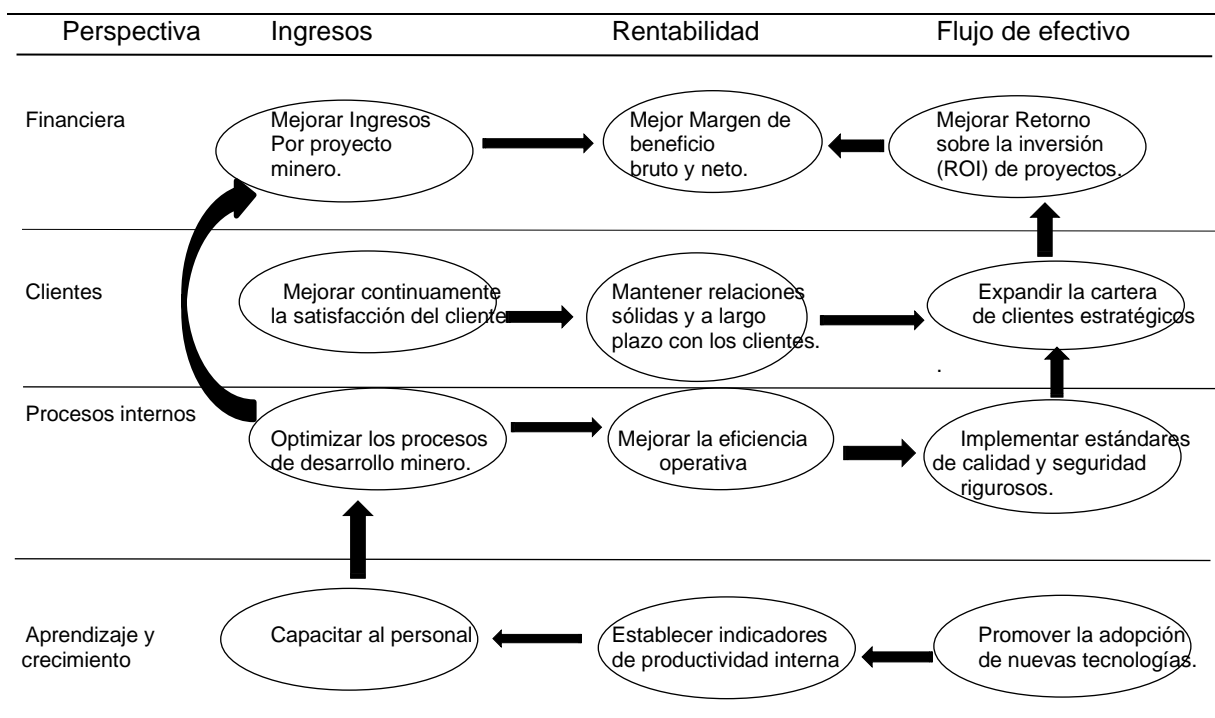 Perspectiva Ingresos Rentabilidad Flujo de efectivo
Financiera
Mejorar Ingresos
Por proyecto
minero.
Mejor Margen de
beneficio
bruto y neto.
Mejorar Retorno
sobre la inversión
(ROI) de proyectos.
Clientes
Mejorar continuamente
la satisfacción del cliente
Mantener relaciones
sólidas y a largo
plazo con los clientes.
Expandir la cartera
de clientes estratégicos
.
Procesos internos
Optimizar los procesos
de desarrollo minero.
Mejorar la eficiencia
operativa
Implementar estándares
de calidad y seguridad
rigurosos.
Aprendizaje y
crecimiento
Capacitar al personal
Establecer indicadores
de productividad interna
Promover la adopción
de nuevas tecnologías.